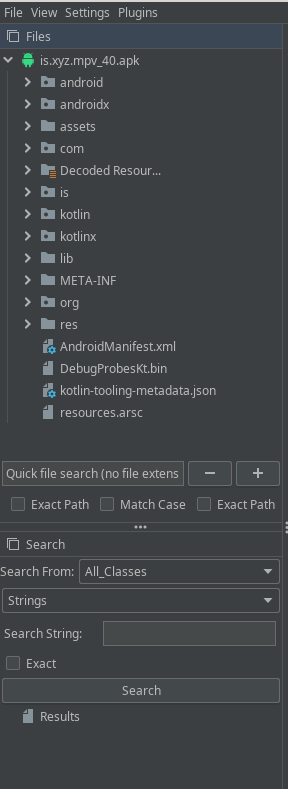 File View Settings Plugins
Files
is.xyz.mpv_40.apk
android
androidx
assets
com
Decoded Resour...
is
kotlin
kotlinx
lib
META-INF
org
res
AndroidManifest.xml
DebugProbesKt.bin
kotlin-tooling-metadata.json
resources.arsc
Quick file search (no file extens
− +
Exact Path Match Case Exact Path
Search
Search From: All_Classes
Strings
Search String:
Exact
Search
Results